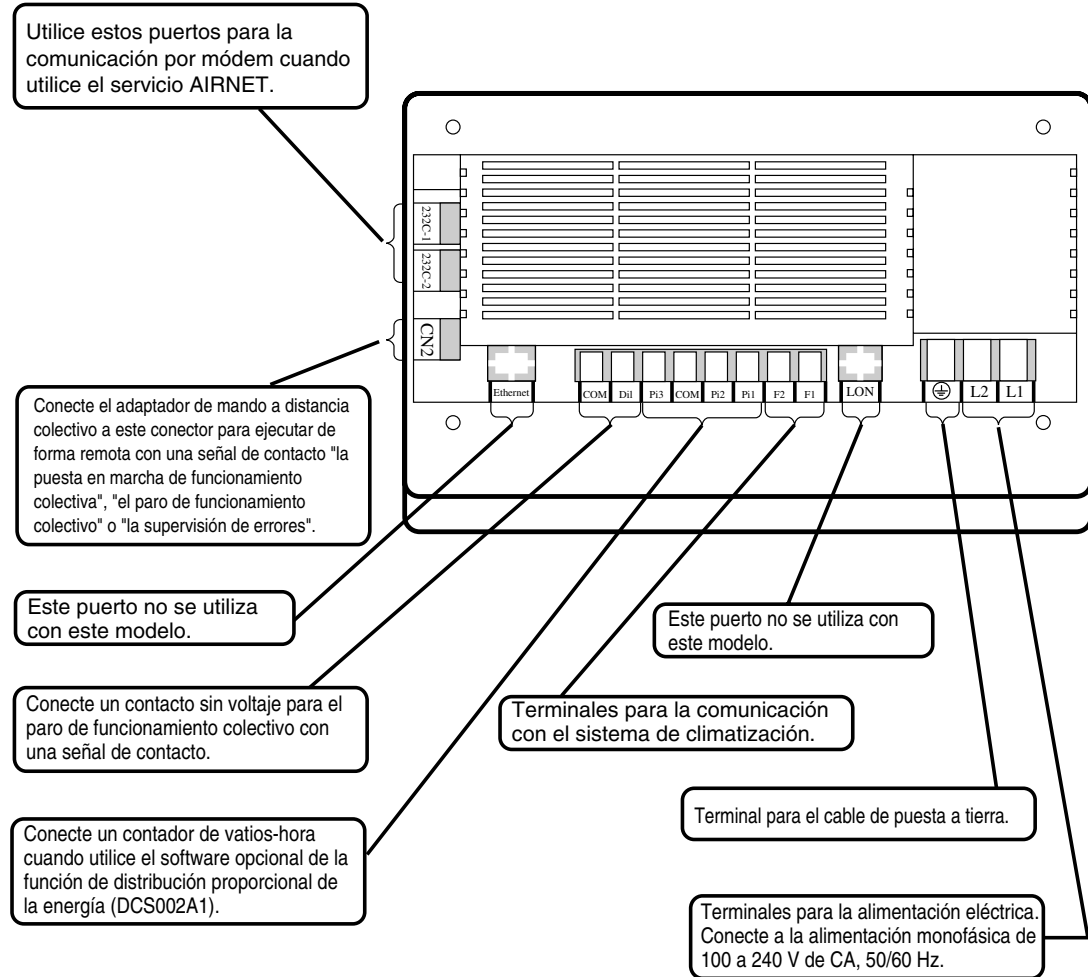 Utilice estos puertos para la
comunicación por módem cuando
utilice el servicio AIRNET.
232C-1
232C-2
CN2
Ethernet
COM
Dil
Pi3
COM
Pi2
Pi1
F2
F1
LON
L2
L1
Conecte el adaptador de mando a distancia
colectivo a este conector para ejecutar de
forma remota con una señal de contacto "la
puesta en marcha de funcionamiento
colectiva", "el paro de funcionamiento
colectivo" o "la supervisión de errores".
Este puerto no se utiliza
con este modelo.
Este puerto no se utiliza con
este modelo.
Conecte un contacto sin voltaje para el
paro de funcionamiento colectivo con
una señal de contacto.
Terminales para la comunicación
con el sistema de climatización.
Terminal para el cable de puesta a tierra.
Conecte un contador de vatios-hora
cuando utilice el software opcional de la
función de distribución proporcional de
la energía (DCS002A1).
Terminales para la alimentación eléctrica.
Conecte a la alimentación monofásica de
100 a 240 V de CA, 50/60 Hz.